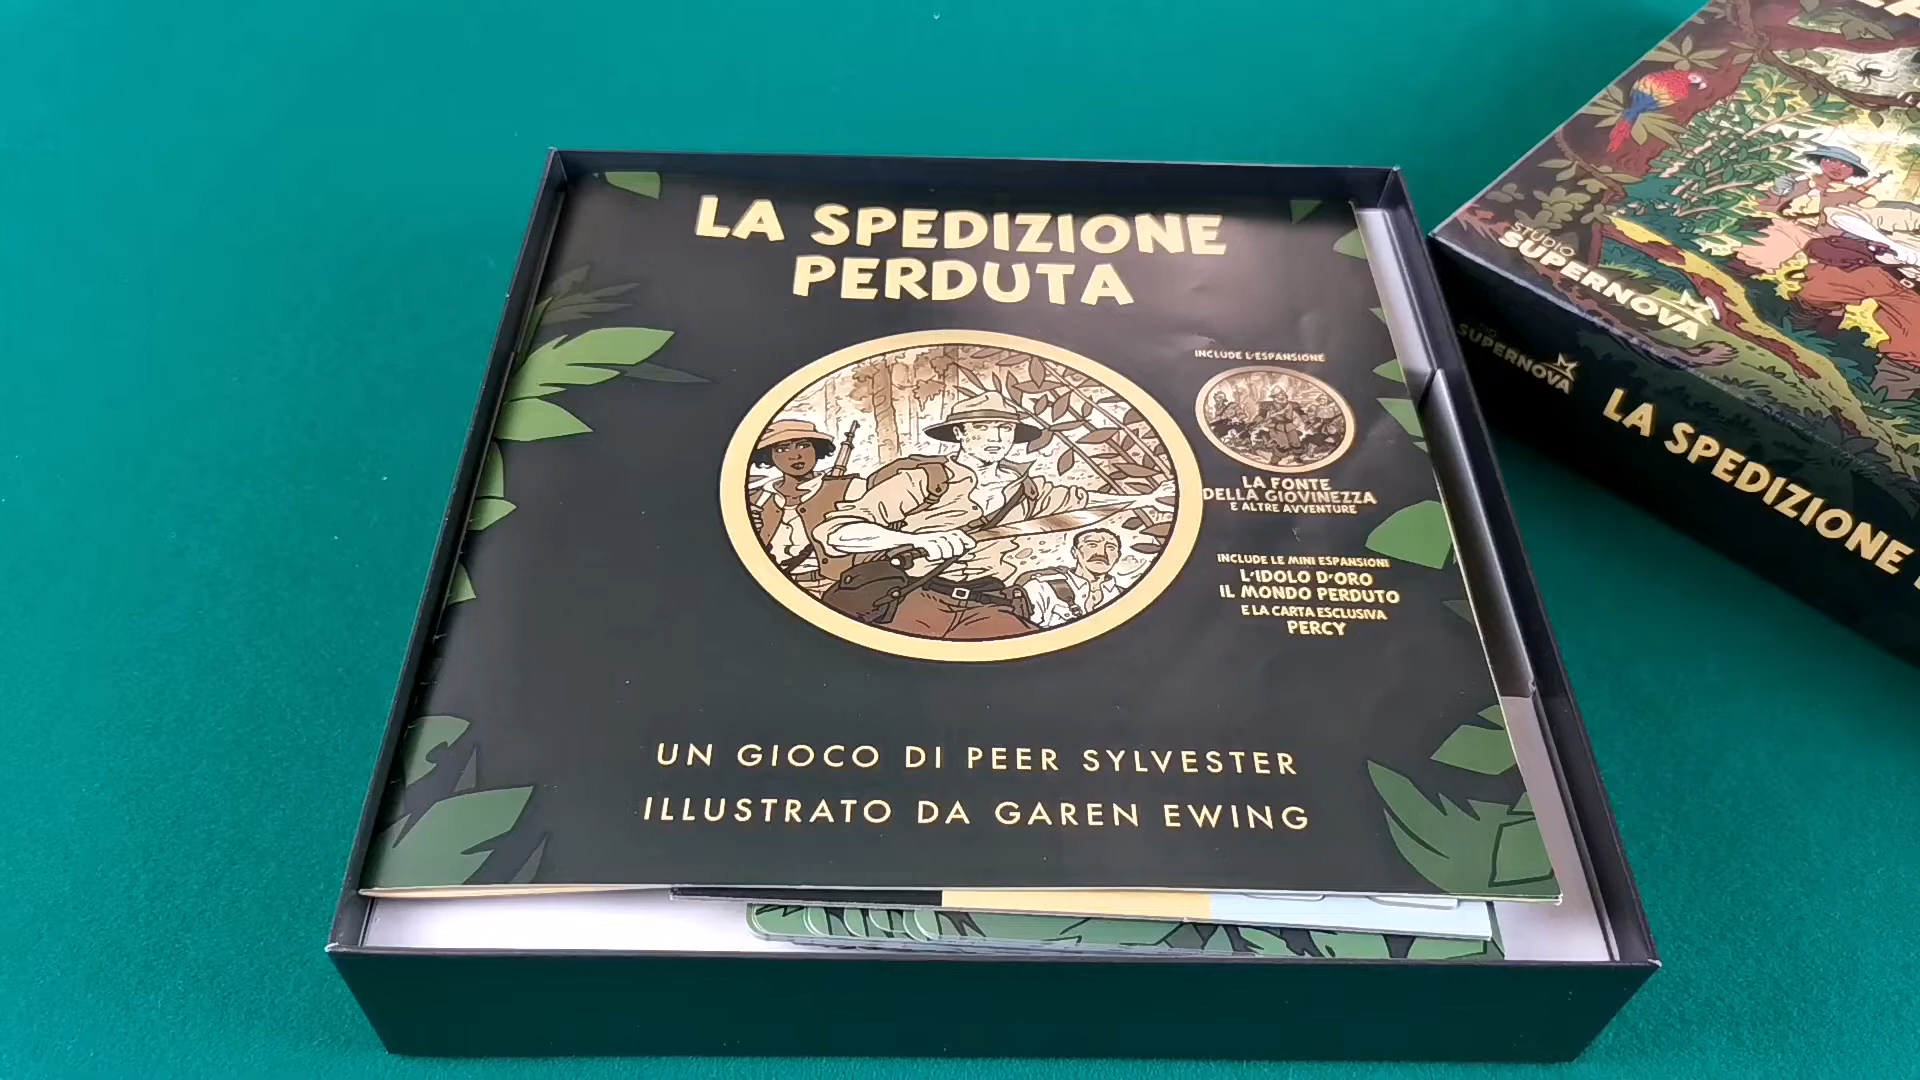 LA SPEDIZIONE
PERDUTA
INCLUDE L'ESPANSIONE
LA FONTE
DELLA GIOVINEZZA
E ALTRE AVVENTURE
INCLUDE LE MINI ESPANSIONI
L'IDOLO D'ORO
IL MONDO PERDUTO
E LA CARTA ESCLUSIVA
PERCY
UN GIOCO DI PEER SYLVESTER
ILLUSTRATO DA GAREN EWING
STUDIO
SUPERNOVA
SUPERNOVA
LA SPEDIZIONE